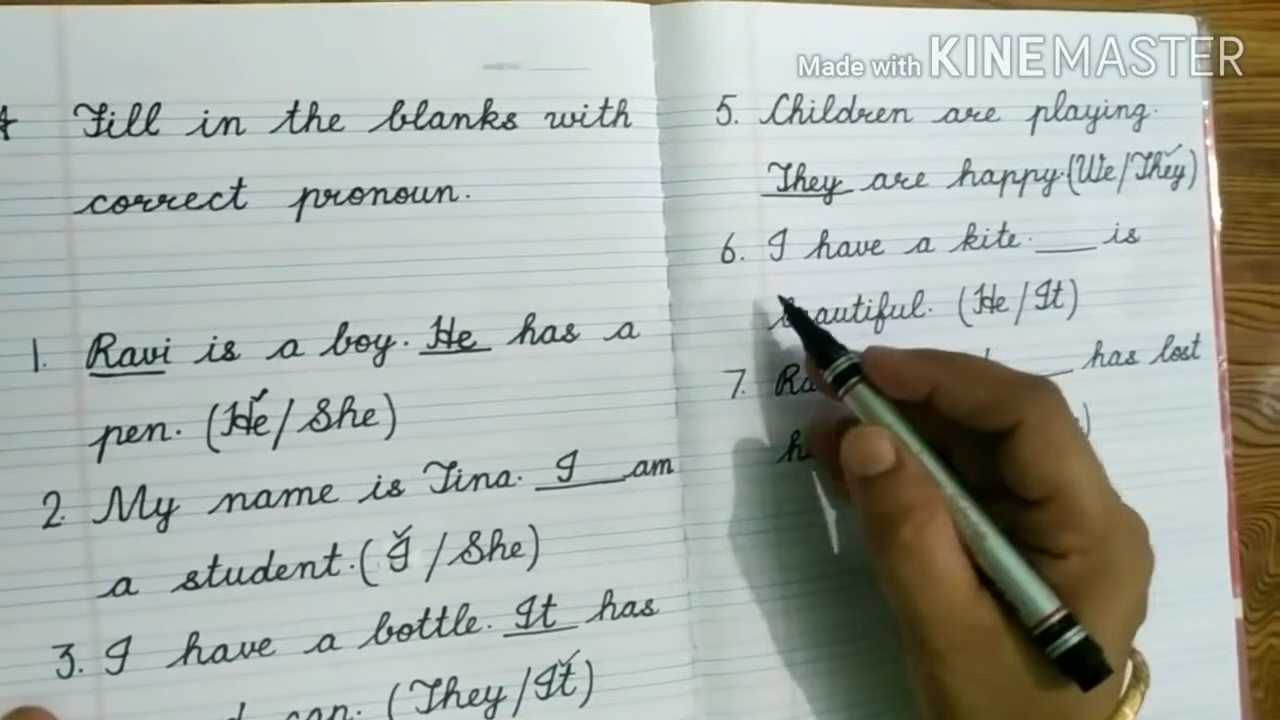 Made with KINEMASTER
Fill in the blanks with
correct pronoun.
1. Ravi is a boy. He has a
pen. (He/She)
2. My name is Tina. I am
a student. (I/She)
3. I have a bottle. It has
(They/It)
5. Children are playing.
They are happy. (We/They)
6. I have a kite. ___ is
beautiful. (He/It)
7. ___ has lost